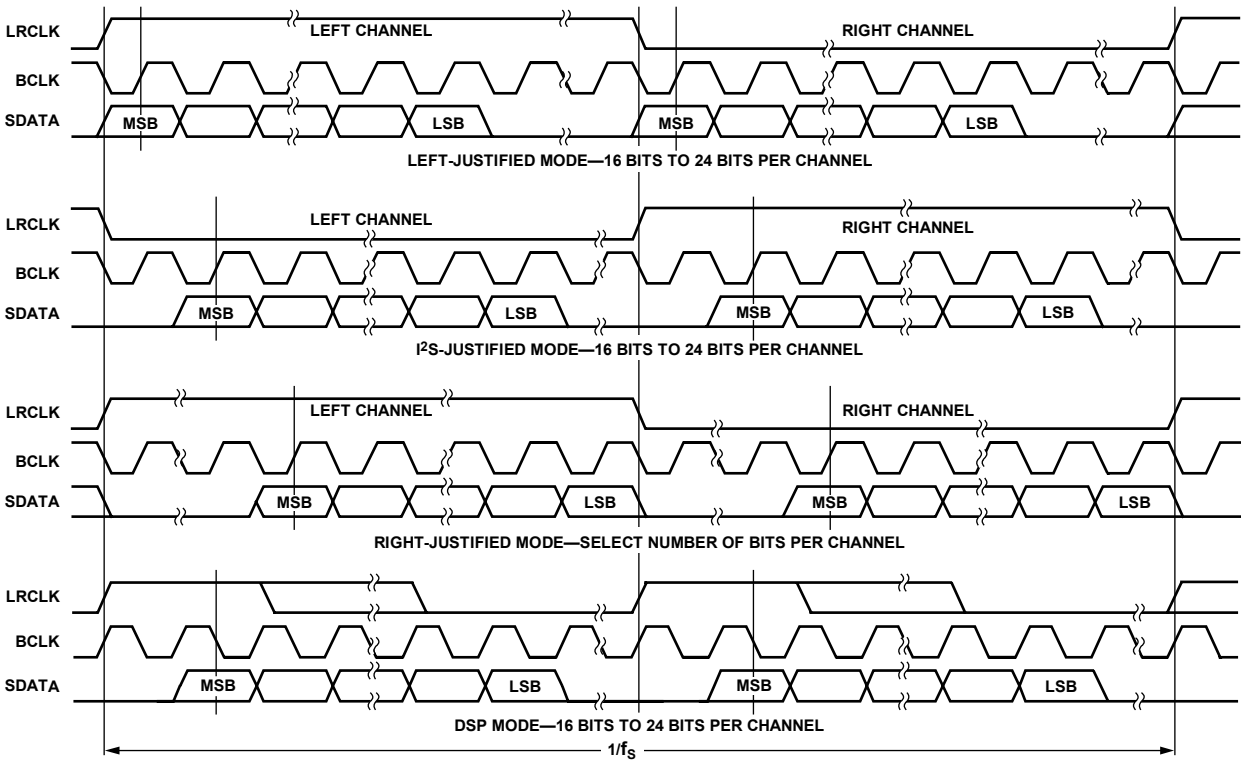 LRCLK LEFT CHANNEL RIGHT CHANNEL
BCLK
SDATA MSB LSB MSB LSB
LEFT-JUSTIFIED MODE—16 BITS TO 24 BITS PER CHANNEL
LRCLK LEFT CHANNEL RIGHT CHANNEL
BCLK
SDATA MSB LSB MSB LSB
I²S-JUSTIFIED MODE—16 BITS TO 24 BITS PER CHANNEL
LRCLK LEFT CHANNEL RIGHT CHANNEL
BCLK
SDATA MSB LSB MSB LSB
RIGHT-JUSTIFIED MODE—SELECT NUMBER OF BITS PER CHANNEL
LRCLK
BCLK
SDATA MSB LSB MSB LSB
DSP MODE—16 BITS TO 24 BITS PER CHANNEL
1/fS